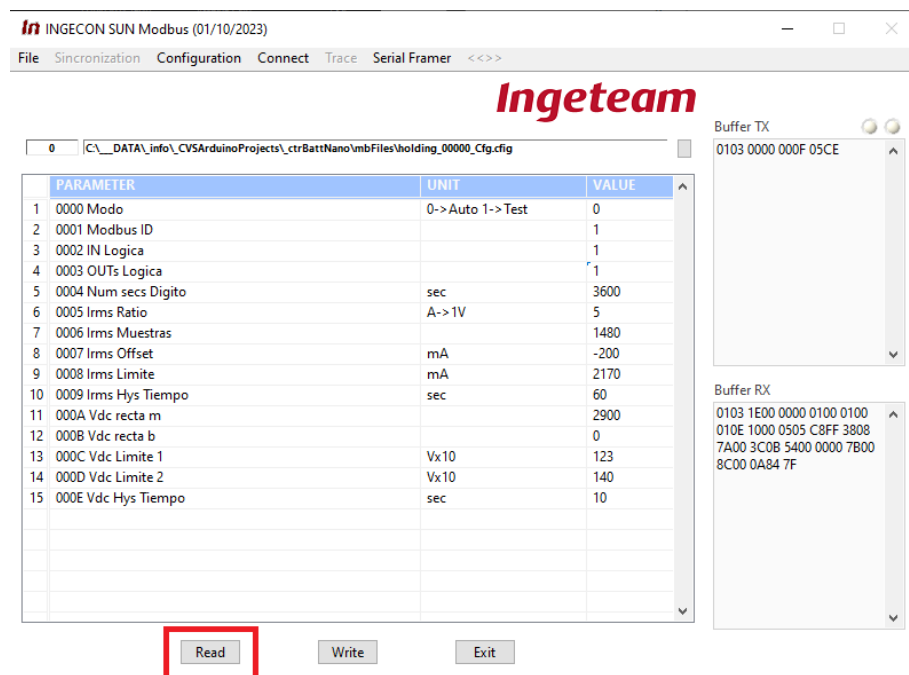 In INGECON SUN Modbus (01/10/2023)
File Sincronization Configuration Connect Trace Serial Framer <<>>
Ingeteam
Buffer TX
0 C:\__DATA\_info\_CVSArduinoProjects\_ctrBattNano\mbFiles\holding_00000_Cfg.cfig
0103 0000 000F 05CE
PARAMETER UNIT VALUE
1 0000 Modo 0->Auto 1->Test 0
2 0001 Modbus ID 1
3 0002 IN Logica 1
4 0003 OUTs Logica 1
5 0004 Num secs Digito sec 3600
6 0005 Irms Ratio A->1V 5
7 0006 Irms Muestras 1480
8 0007 Irms Offset mA -200
9 0008 Irms Limite mA 2170
10 0009 Irms Hys Tiempo sec 60
11 000A Vdc recta m 2900
12 000B Vdc recta b 0
13 000C Vdc Limite 1 Vx10 123
14 000D Vdc Limite 2 Vx10 140
15 000E Vdc Hys Tiempo sec 10
Buffer RX
0103 1E00 0000 0100 0100
010E 1000 0505 C8FF 3808
7A00 3C0B 5400 0000 7B00
8C00 0A84 7F
Read Write Exit